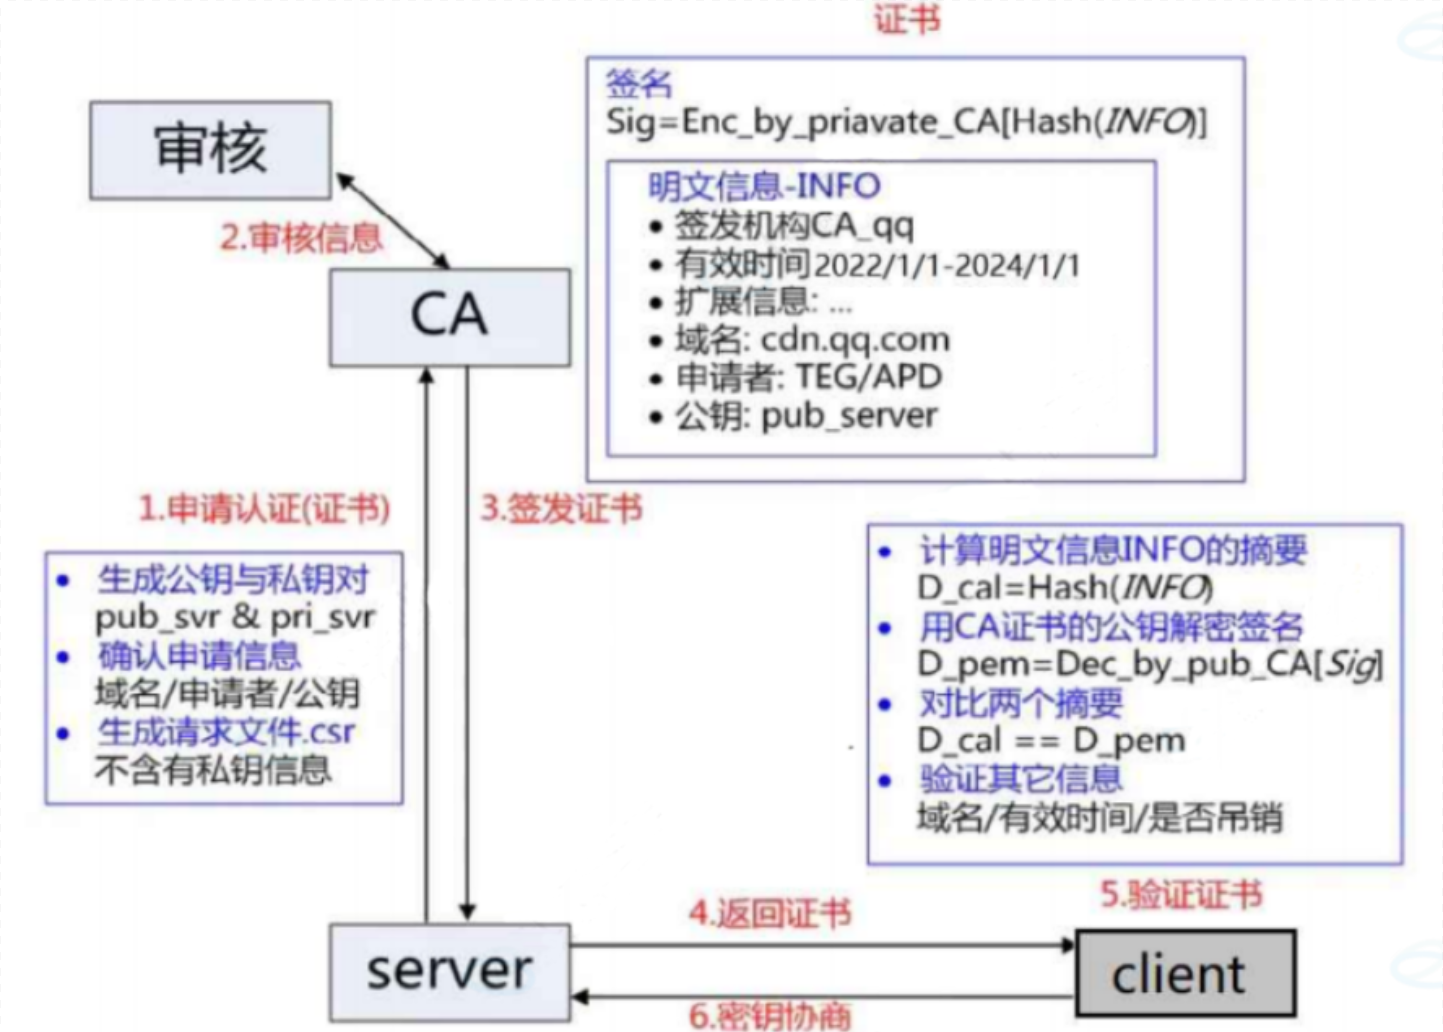 证书
签名
Sig=Enc_by_priavate_CA[Hash(INFO)]
明文信息-INFO
• 签发机构CA_qq
• 有效时间2022/1/1-2024/1/1
• 扩展信息: ...
• 域名: cdn.qq.com
• 申请者: TEG/APD
• 公钥: pub_server
审核
2.审核信息
CA
1.申请认证(证书)
3.签发证书
• 生成公钥与私钥对
pub_svr & pri_svr
• 确认申请信息
域名/申请者/公钥
• 生成请求文件.csr
不含有私钥信息
• 计算明文信息INFO的摘要
D_cal=Hash(INFO)
• 用CA证书的公钥解密签名
D_pem=Dec_by_pub_CA[Sig]
• 对比两个摘要
D_cal == D_pem
• 验证其它信息
域名/有效时间/是否吊销
5.验证证书
4.返回证书
server
client
6.密钥协商